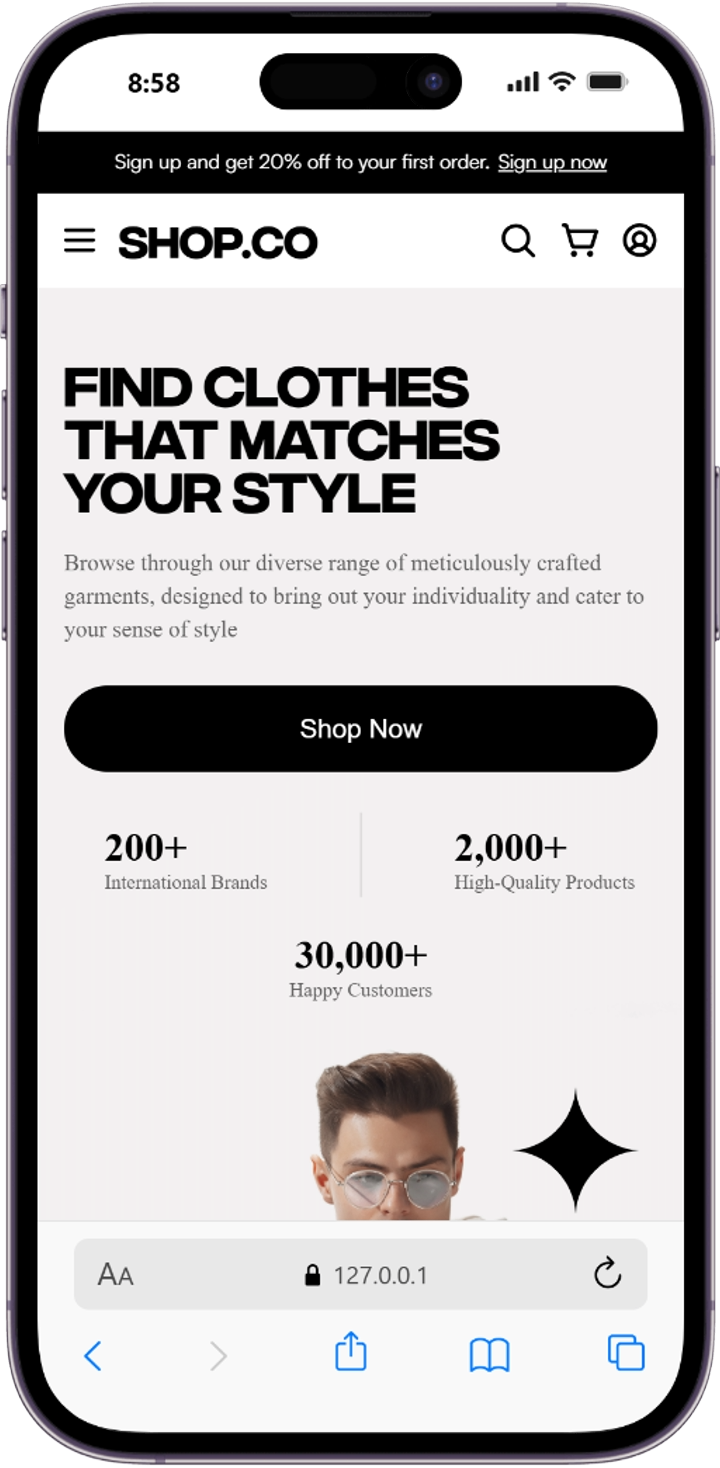 8:58
Sign up and get 20% off to your first order. Sign up now
SHOP.CO
FIND CLOTHES
THAT MATCHES
YOUR STYLE
Browse through our diverse range of meticulously crafted
garments, designed to bring out your individuality and cater to
your sense of style
Shop Now
200+
International Brands
2,000+
High-Quality Products
30,000+
Happy Customers
AA
127.0.0.1